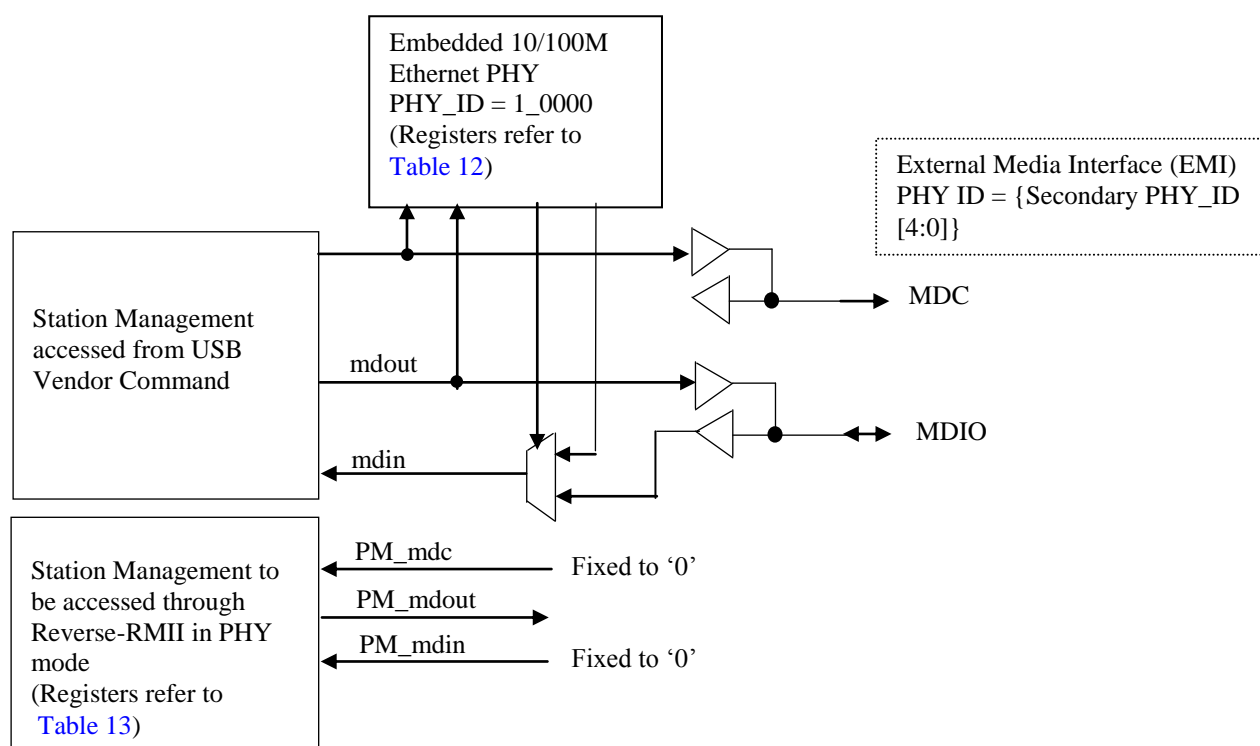 Embedded 10/100M
Ethernet PHY
PHY_ID = 1_0000
(Registers refer to
Table 12)
External Media Interface (EMI)
PHY ID = {Secondary PHY_ID
[4:0]}
MDC
Station Management
accessed from USB
Vendor Command
mdout
MDIO
mdin
PM_mdc
Fixed to ‘0’
Station Management to
be accessed through
Reverse-RMII in PHY
mode
(Registers refer to
Table 13)
PM_mdout
PM_mdin
Fixed to ‘0’